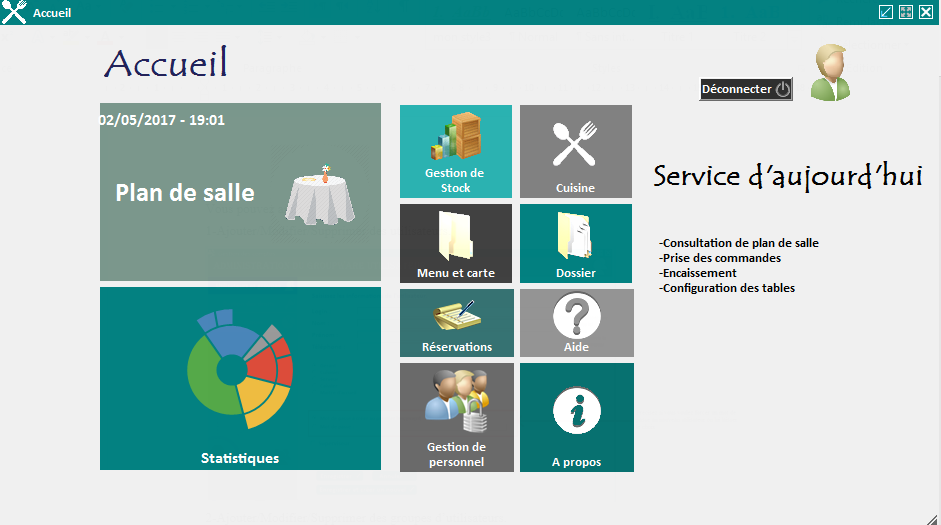 Accueil
Accueil
Déconnecter
02/05/2017 - 19:01
Plan de salle
Gestion de
Stock
Cuisine
Service d'aujourd'hui
Menu et carte
Dossier
-Consultation de plan de salle
-Prise des commandes
-Encaissement
-Configuration des tables
Réservations
Aide
Statistiques
Gestion de
personnel
A propos